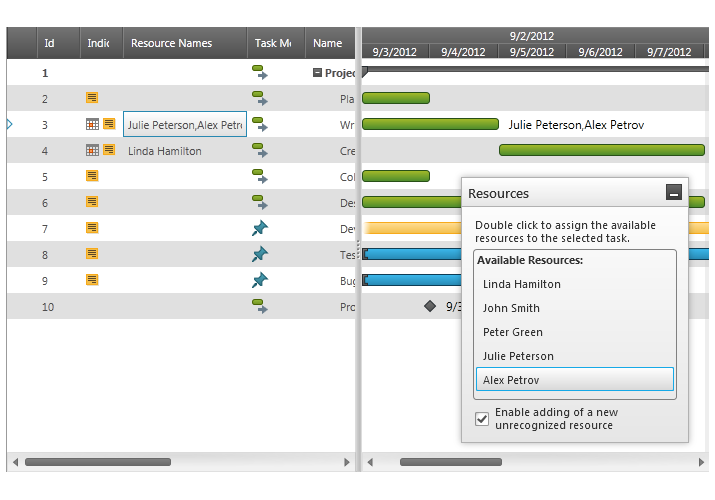 9/2/2012
Id Indic Resource Names Task Mo Name
9/3/2012 9/4/2012 9/5/2012 9/6/2012 9/7/2012
1 Projec
2 Pla
3 Julie Peterson,Alex Petro Wr Julie Peterson,Alex Petrov
4 Linda Hamilton Cre
5 Col
6 Des
7 Dev
8 Tes
9 Bug
10 Pro 9/3
Resources
Double click to assign the available
resources to the selected task.
Available Resources:
Linda Hamilton
John Smith
Peter Green
Julie Peterson
Alex Petrov
Enable adding of a new
unrecognized resource